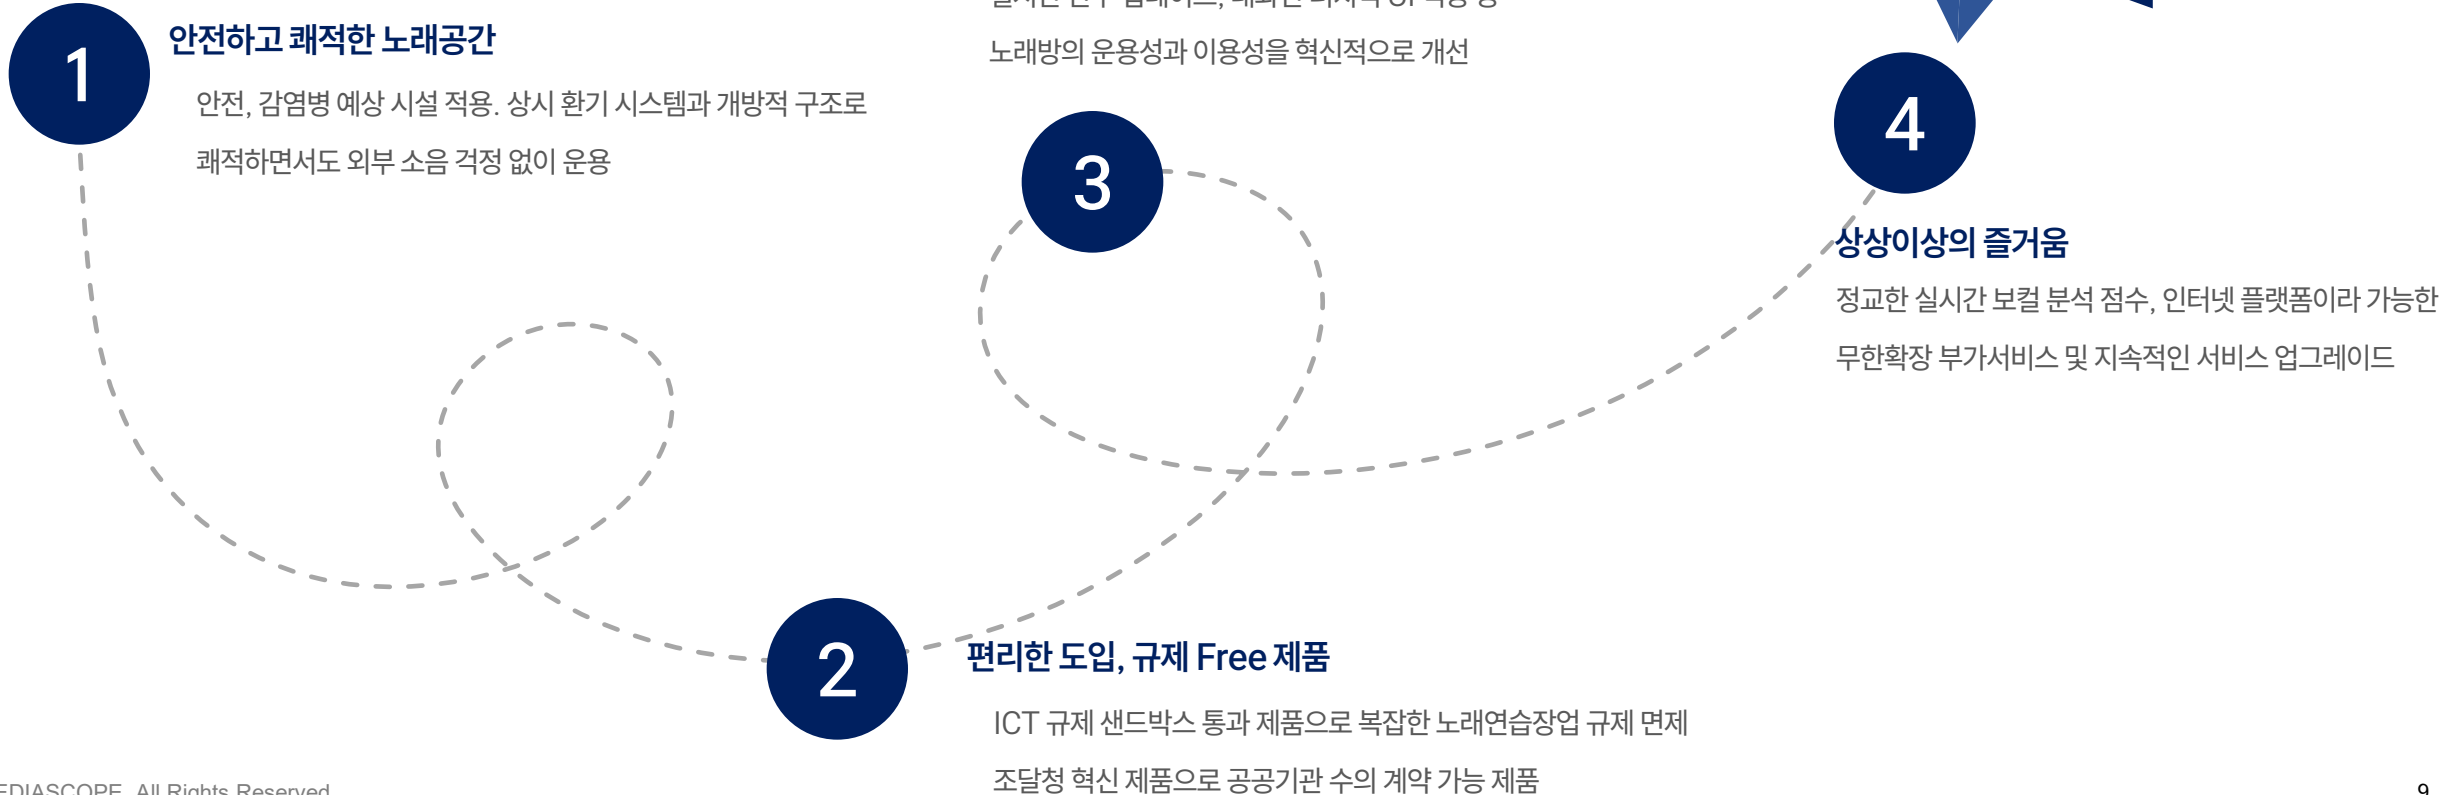 1
안전하고 쾌적한 노래공간
안전, 감염병 예상 시설 적용. 상시 환기 시스템과 개방적 구조로
쾌적하면서도 외부 소음 걱정 없이 운용
노래방의 운용성과 이용성을 혁신적으로 개선
3
4
상상이상의 즐거움
정교한 실시간 보컬 분석 점수, 인터넷 플랫폼이라 가능한
무한확장 부가서비스 및 지속적인 서비스 업그레이드
2
편리한 도입, 규제 Free 제품
ICT 규제 샌드박스 통과 제품으로 복잡한 노래연습장업 규제 면제
조달청 혁신 제품으로 공공기관 수의 계약 가능 제품
EDIASCOPE. All Rights Reserved
9